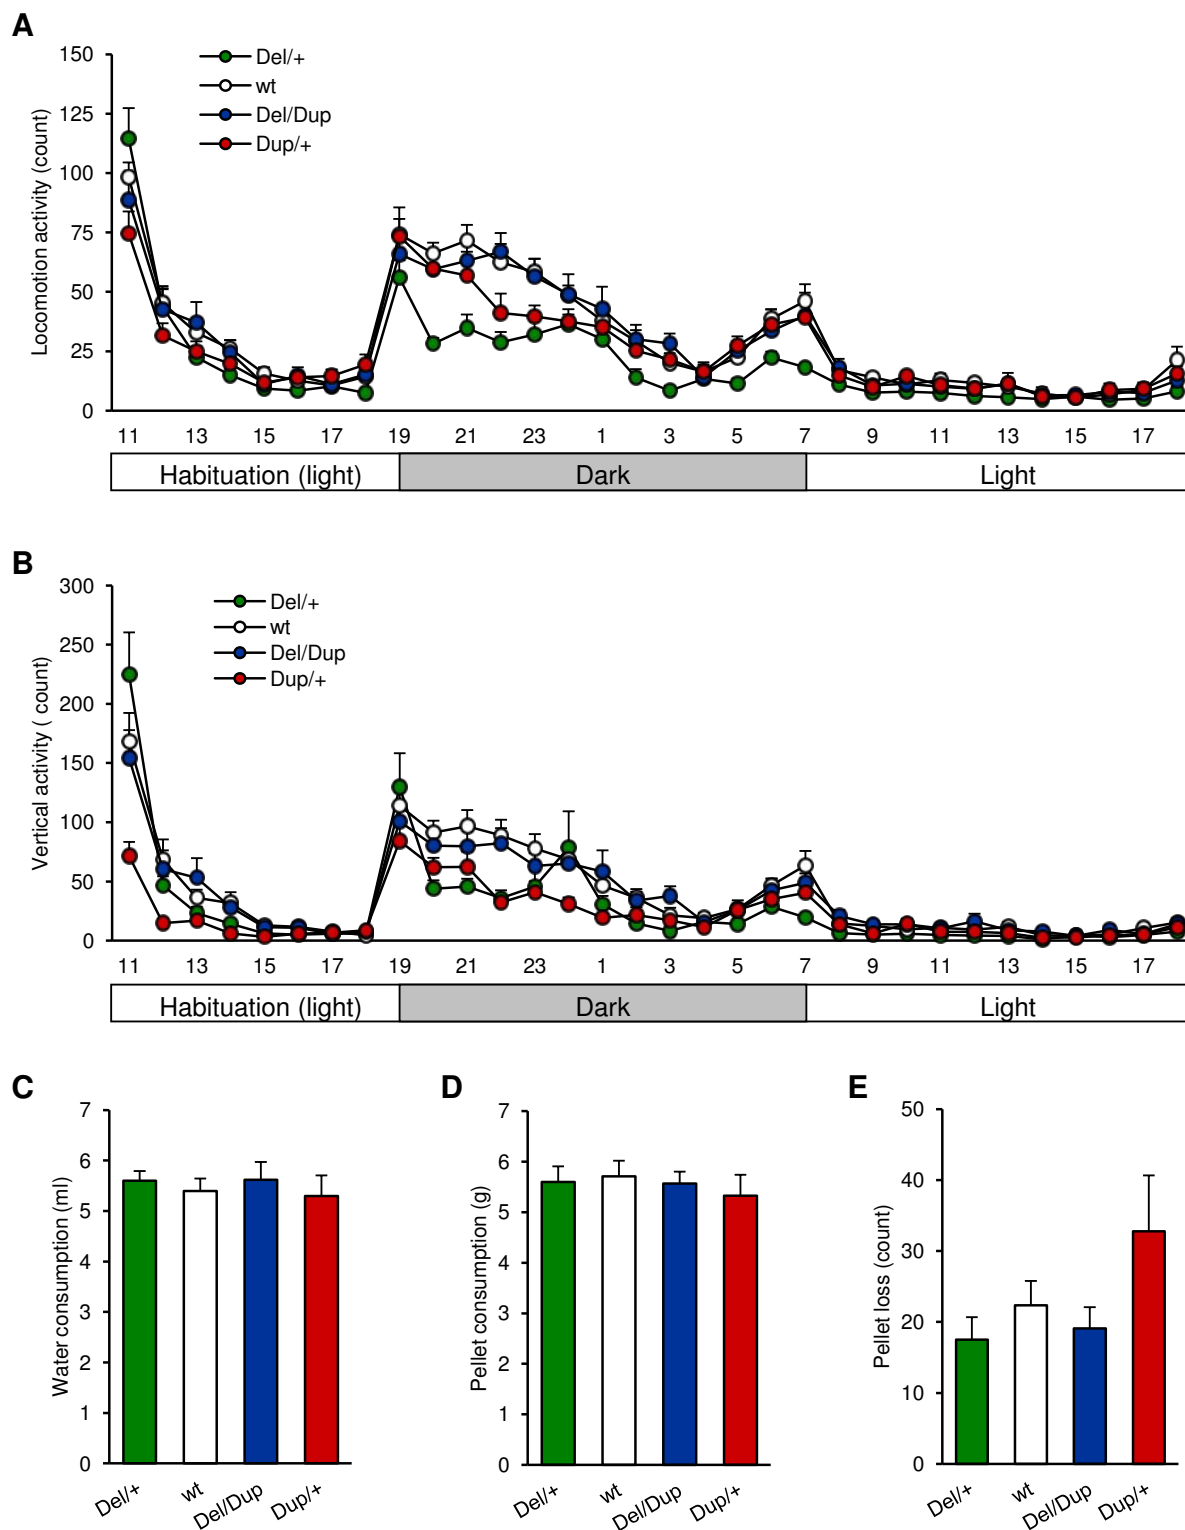 A
Locomotion activity (count)
150
125
100
75
50
25
0
Del/+
wt
Del/Dup
Dup/+
11 13 15 17 19 21 23 1 3 5 7 9 11 13 15 17
Habituation (light) Dark Light
B
Vertical activity ( count)
300
250
200
150
100
50
0
Del/+
wt
Del/Dup
Dup/+
11 13 15 17 19 21 23 1 3 5 7 9 11 13 15 17
Habituation (light) Dark Light
C
Water consumption (ml)
7
6
5
4
3
2
1
0
Del/+ wt Del/Dup Dup/+
D
Pellet consumption (g)
7
6
5
4
3
2
1
0
Del/+ wt Del/Dup Dup/+
E
Pellet loss (count)
50
40
30
20
10
0
Del/+ wt Del/Dup Dup/+